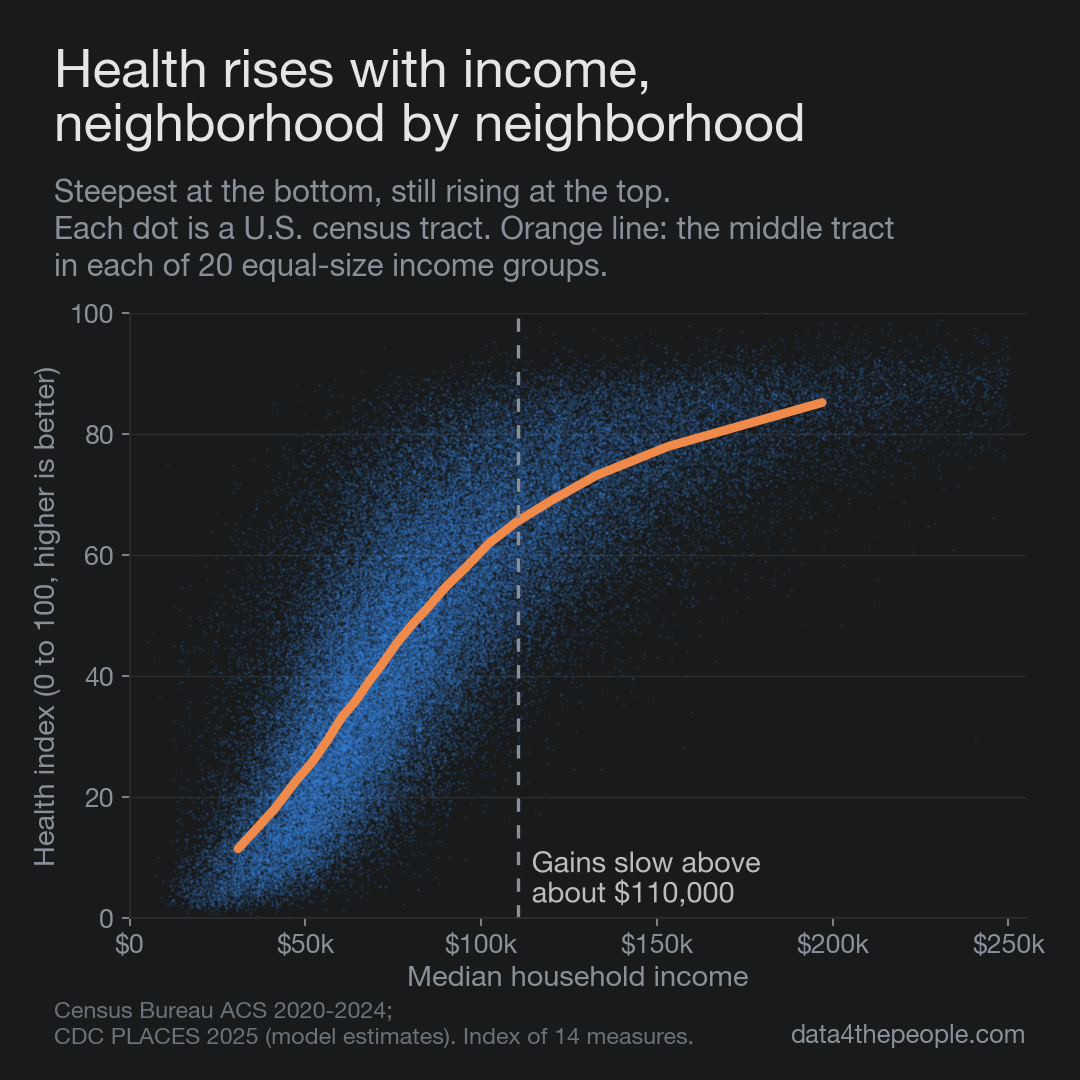 Health rises with income,
neighborhood by neighborhood
Steepest at the bottom, still rising at the top.
Each dot is a U.S. census tract. Orange line: the middle tract
in each of 20 equal-size income groups.
Health index (0 to 100, higher is better)
100
80
60
40
20
0
Gains slow above
about $110,000
$0 $50k $100k $150k $200k $250k
Median household income
Census Bureau ACS 2020-2024;
CDC PLACES 2025 (model estimates). Index of 14 measures.
data4thepeople.com